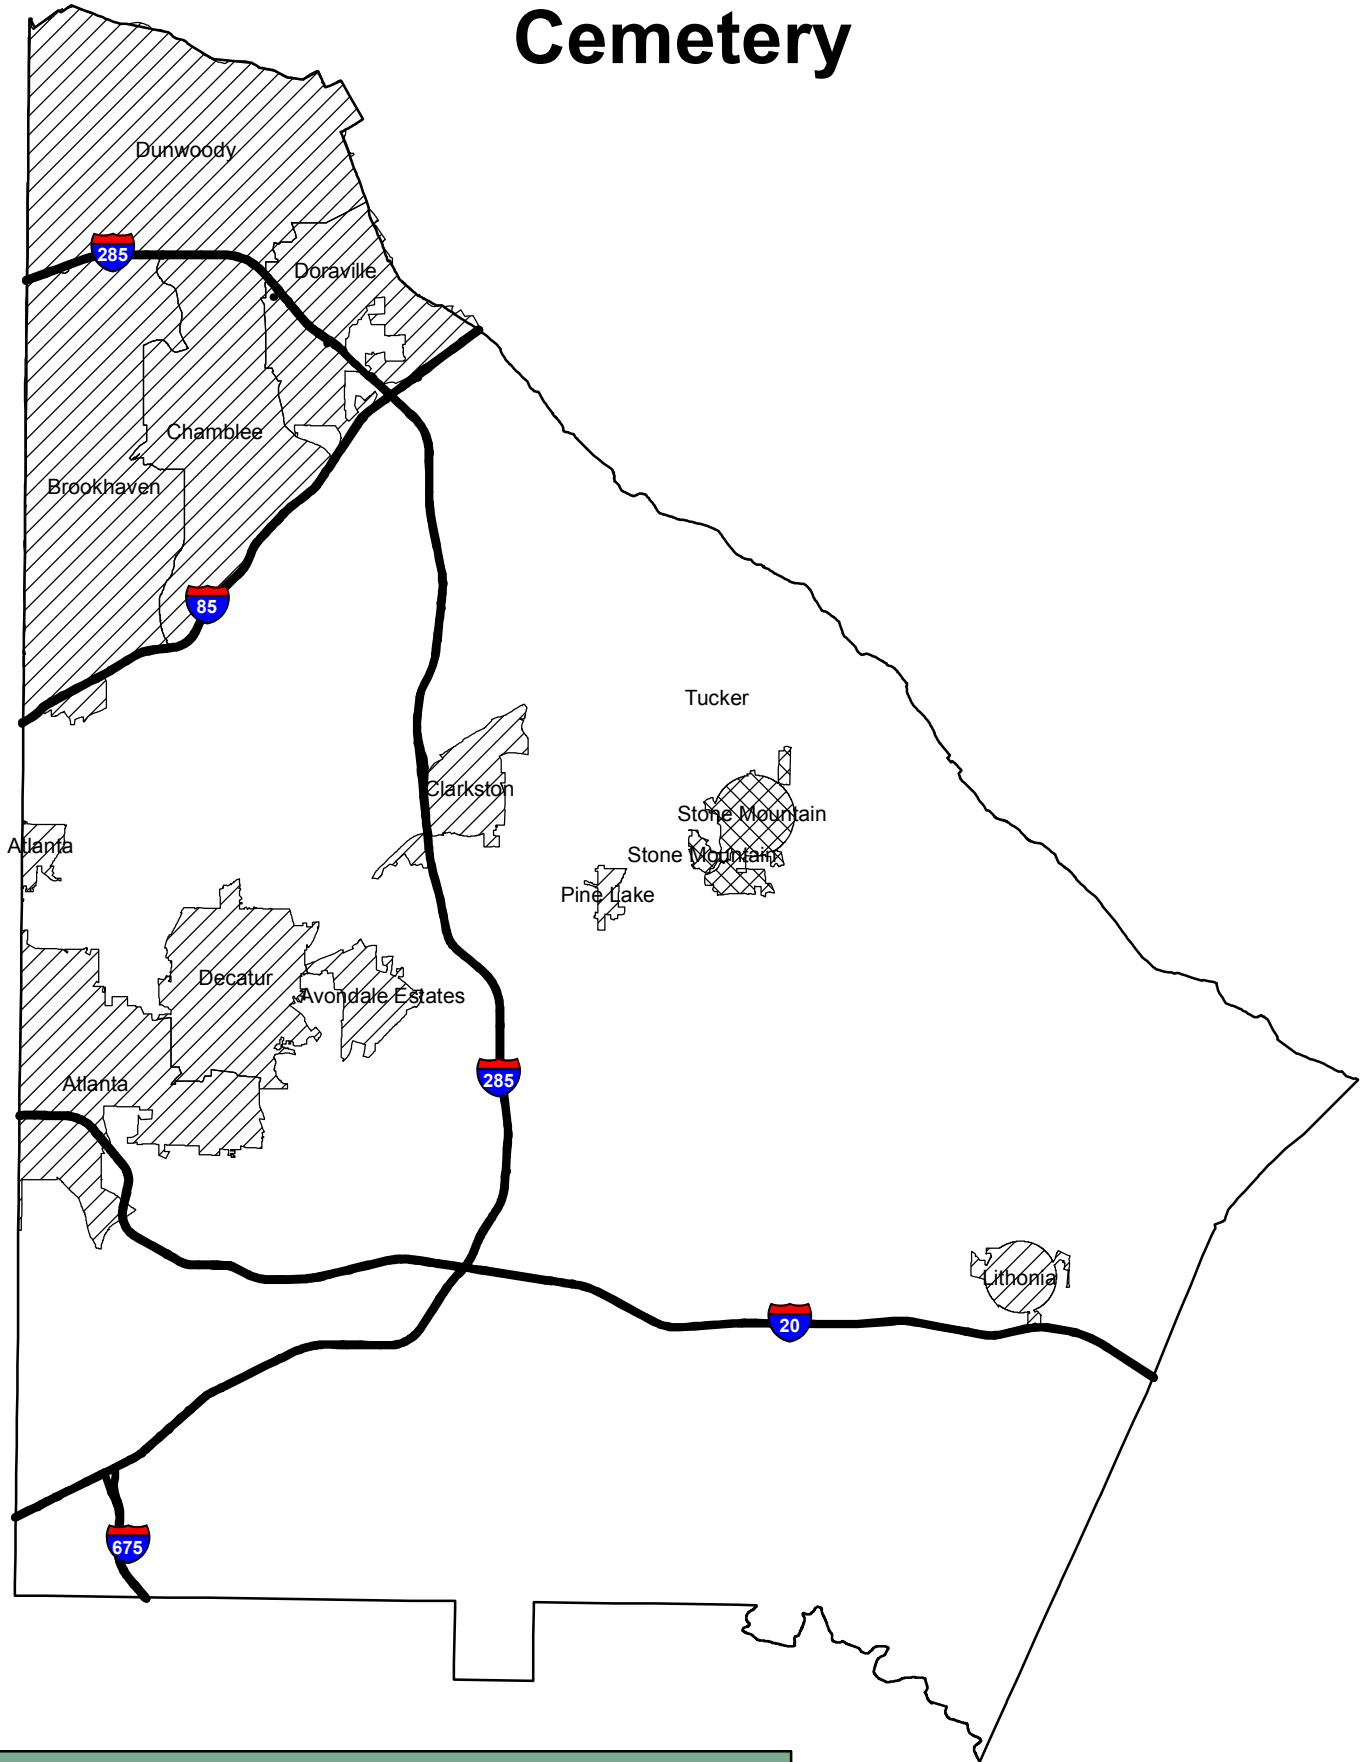 Cemetery
Dunwoody
285
Doraville
Chamblee
Brookhaven
85
Tucker
Clarkston
Stone Mountain
Atlanta
Stone Mountain
Pine Lake
Decatur
Avondale Estates
285
Atlanta
Lithonia
20
675